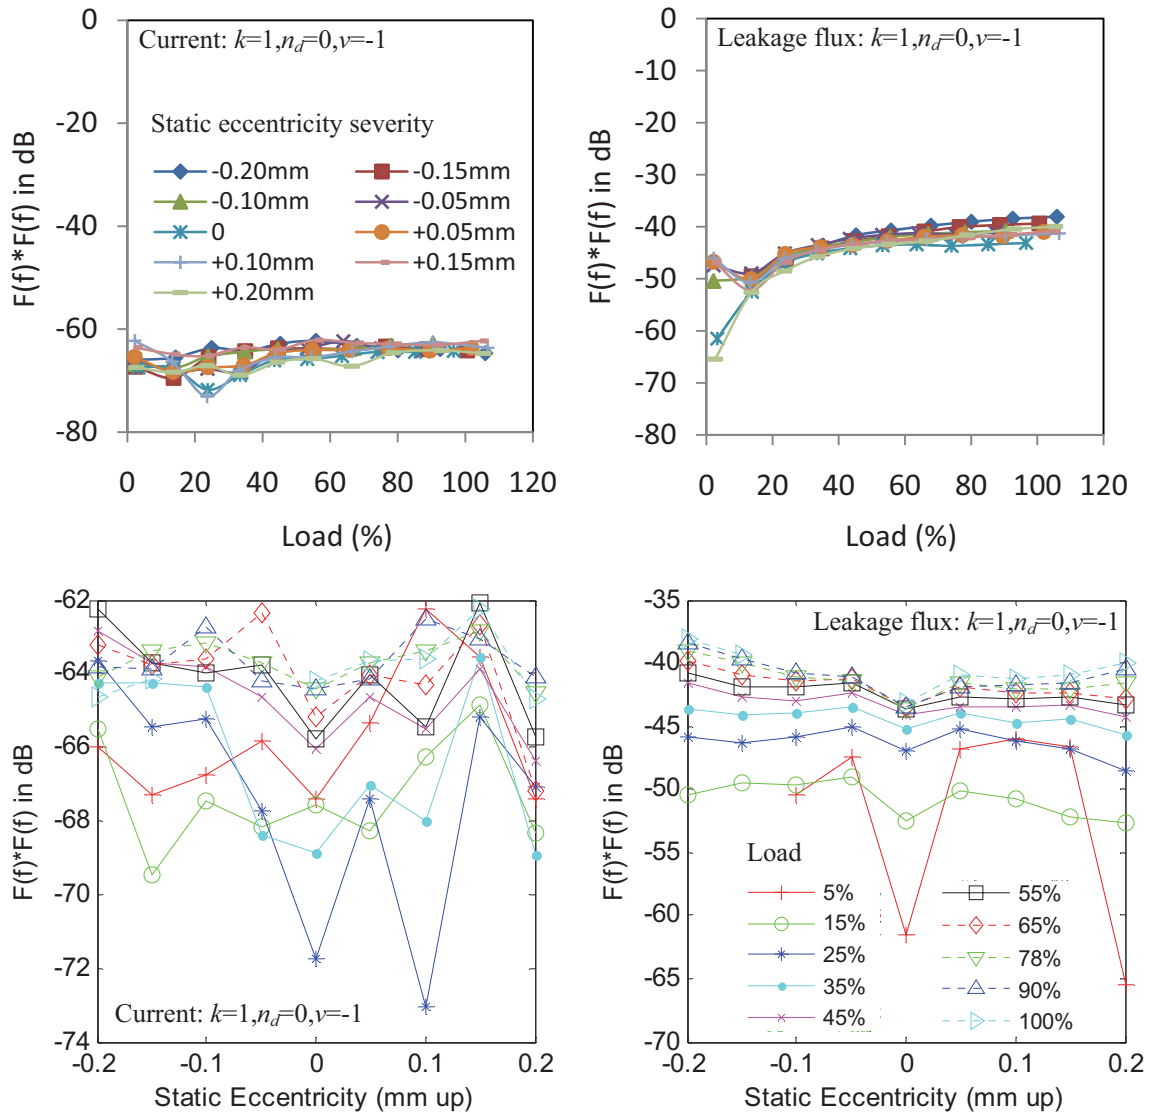 Current: k=1,n_d=0,v=-1
F(f)*F(f) in dB
0
-20
-40
-60
-80
Static eccentricity severity
-0.20mm
-0.15mm
-0.10mm
-0.05mm
0
+0.05mm
+0.10mm
+0.15mm
+0.20mm
0 20 40 60 80 100 120
Load (%)
Leakage flux: k=1,n_d=0,v=-1
F(f)*F(f) in dB
0
-10
-20
-30
-40
-50
-60
-70
-80
0 20 40 60 80 100 120
Load (%)
F(f)*F(f) in dB
-62
-64
-66
-68
-70
-72
-74
Current: k=1,n_d=0,v=-1
-0.2 -0.1 0 0.1 0.2
Static Eccentricity (mm up)
Leakage flux: k=1,n_d=0,v=-1
F(f)*F(f) in dB
-35
-40
-45
-50
-55
-60
-65
-70
Load
5%
15%
25%
35%
45%
55%
65%
78%
90%
100%
-0.2 -0.1 0 0.1 0.2
Static Eccentricity (mm up)